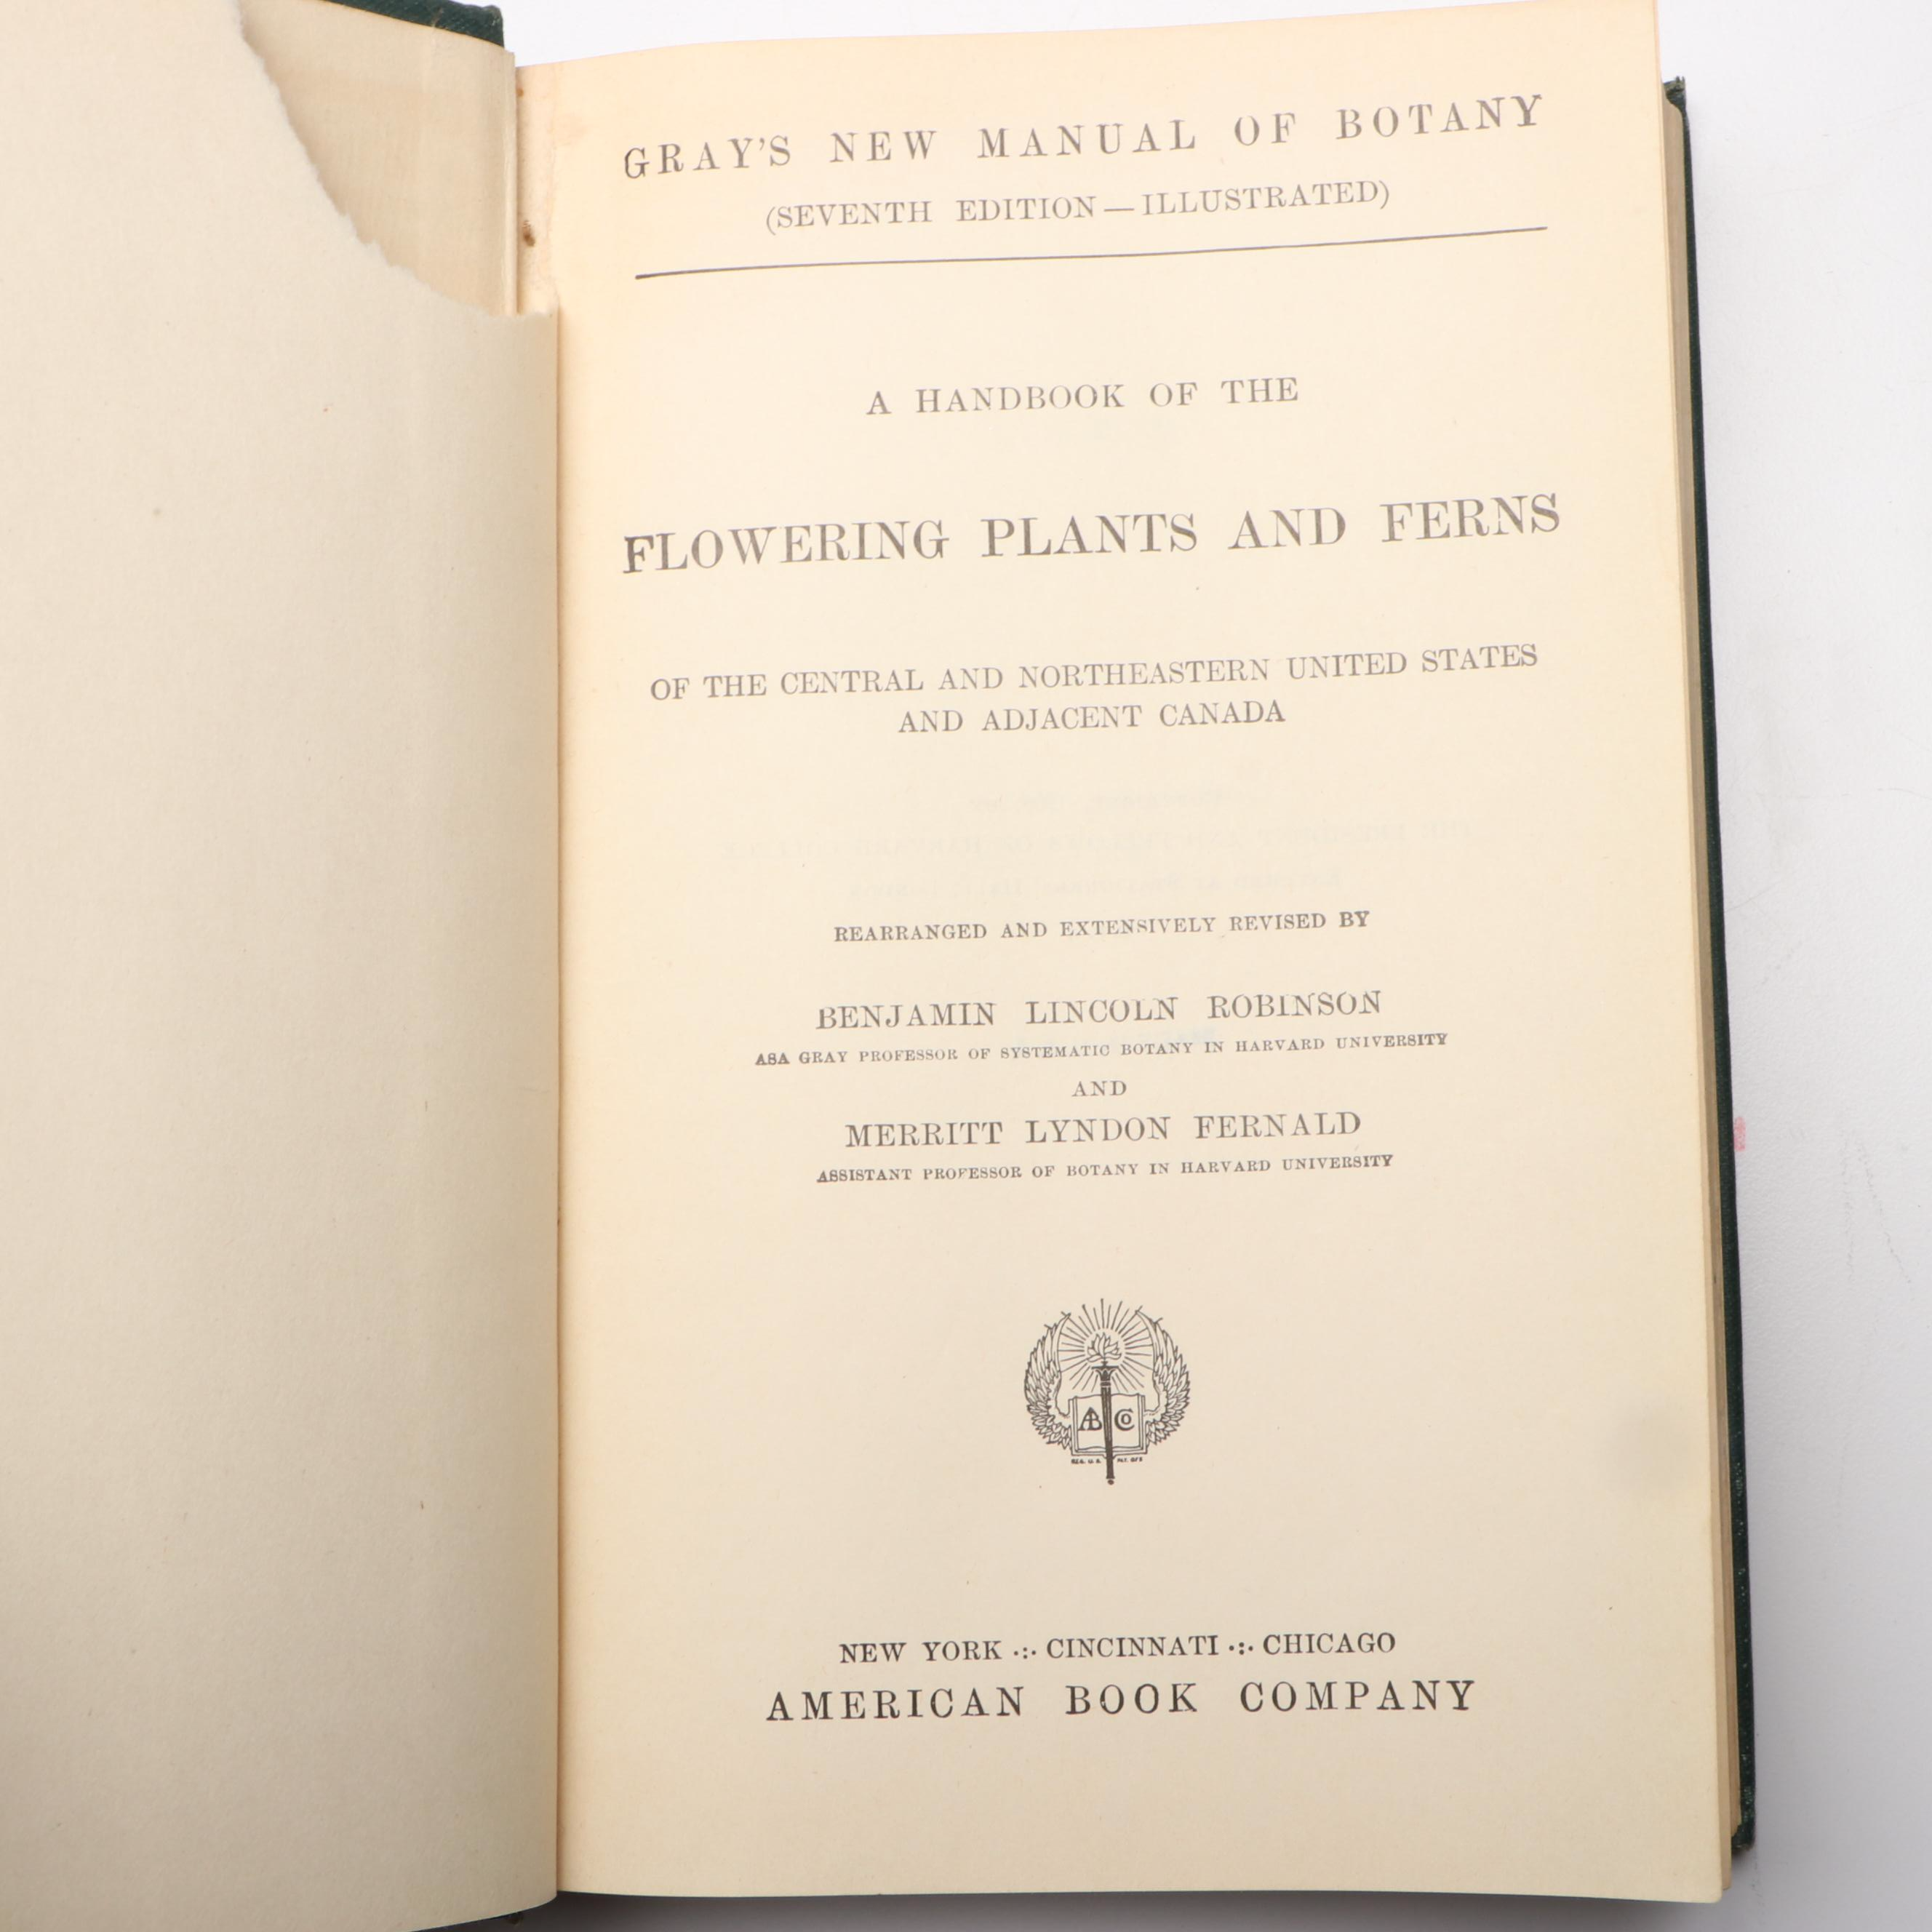 GRAY'S NEW MANUAL OF BOTANY
(SEVENTH EDITION—ILLUSTRATED)
A HANDBOOK OF THE
FLOWERING PLANTS AND FERNS
OF THE CENTRAL AND NORTHEASTERN UNITED STATES
AND ADJACENT CANADA
REARRANGED AND EXTENSIVELY REVISED BY
BENJAMIN LINCOLN ROBINSON
ASA GRAY PROFESSOR OF SYSTEMATIC BOTANY IN HARVARD UNIVERSITY
AND
MERRITT LYNDON FERNALD
ASSISTANT PROFESSOR OF BOTANY IN HARVARD UNIVERSITY
AB CO
NEW YORK ·:· CINCINNATI ·:· CHICAGO
AMERICAN BOOK COMPANY